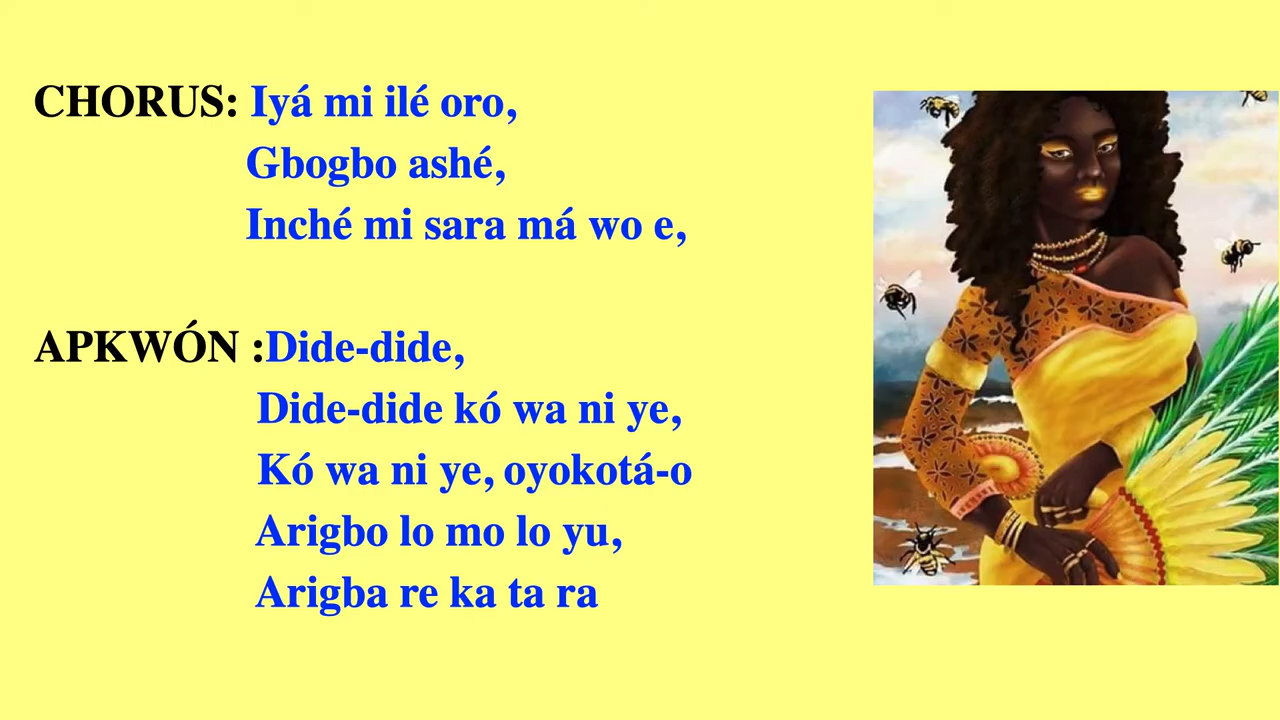 CHORUS: Iyá mi ilé oro,
Gbogbo ashé,
Inché mi sara má wo e,
APKWÓN :Dide-dide,
Dide-dide kó wa ni ye,
Kó wa ni ye, oyokotá-o
Arigbo lo mo lo yu,
Arigba re ka ta ra